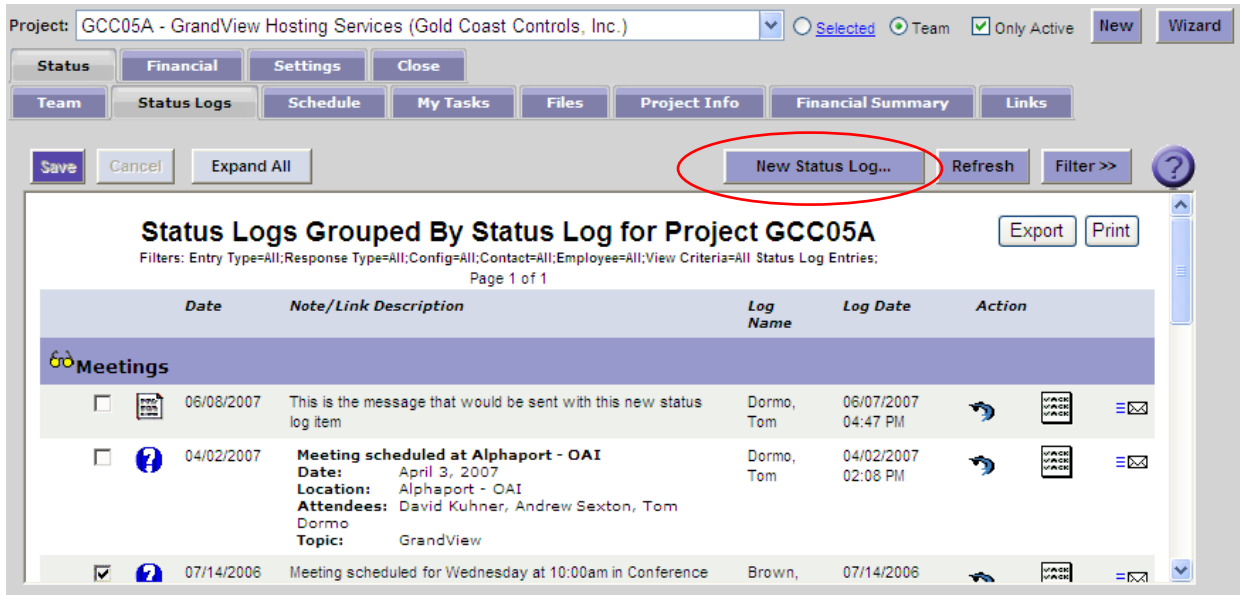 Project: GCC05A - GrandView Hosting Services (Gold Coast Controls, Inc.) Selected Team Only Active New Wizard
Status Financial Settings Close
Team Status Logs Schedule My Tasks Files Project Info Financial Summary Links
Save Cancel Expand All New Status Log... Refresh Filter >> ?
Status Logs Grouped By Status Log for Project GCC05A Export Print
Filters: Entry Type=All;Response Type=All;Config=All;Contact=All;Employee=All;View Criteria=All Status Log Entries;
Page 1 of 1
Date Note/Link Description Log Log Date Action
Name
Meetings
06/08/2007 This is the message that would be sent with this new status Dormo, 06/07/2007
log item Tom 04:47 PM
04/02/2007 Meeting scheduled at Alphaport - OAI Dormo, 04/02/2007
Date: April 3, 2007 Tom 02:08 PM
Location: Alphaport - OAI
Attendees: David Kuhner, Andrew Sexton, Tom
Dormo
Topic: GrandView
07/14/2006 Meeting scheduled for Wednesday at 10:00am in Conference Brown, 07/14/2006